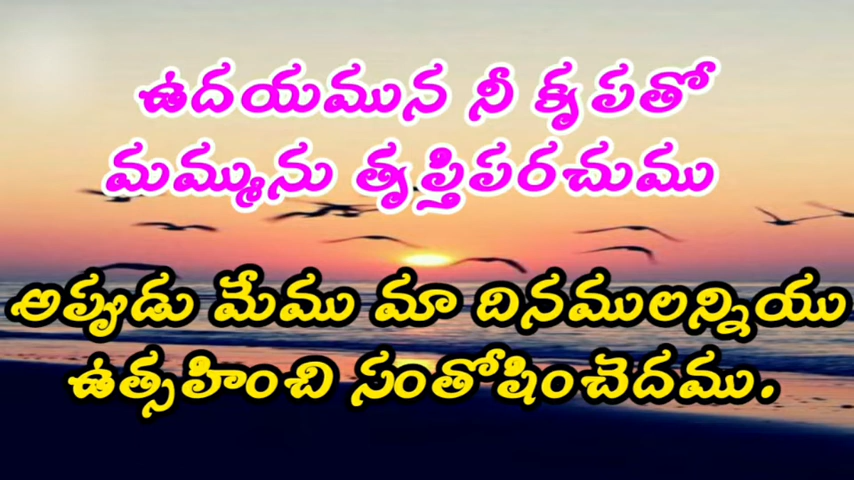 ఉదయమున నీ కృపతో
మమ్మును తృప్తిపరచుము
అప్పుడు మేము మా దినములన్నియు
ఉత్సహించి సంతోషించెదము.